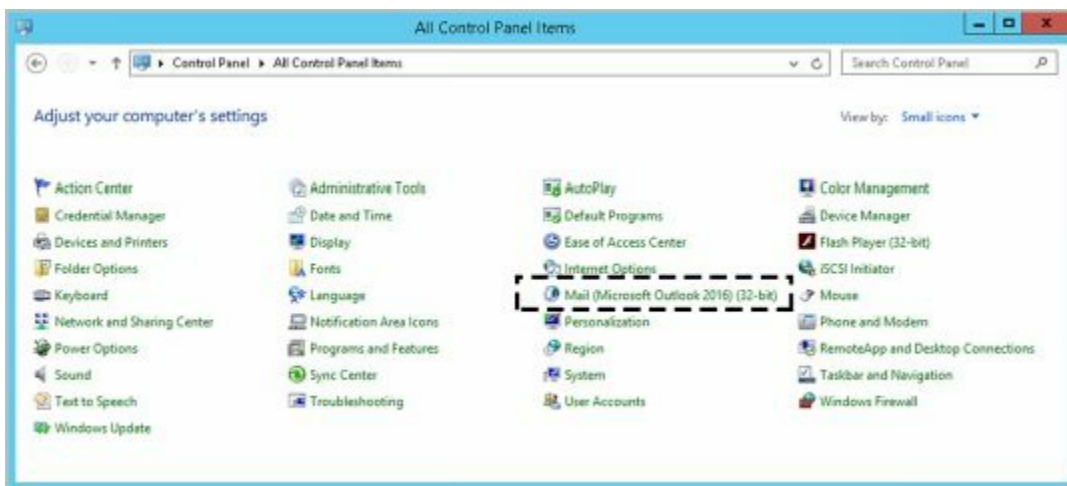 All Control Panel Items
Control Panel ▸ All Control Panel Items
Search Control Panel
Adjust your computer's settings
View by: Small icons
Action Center
Administrative Tools
AutoPlay
Color Management
Credential Manager
Date and Time
Default Programs
Device Manager
Devices and Printers
Display
Ease of Access Center
Flash Player (32-bit)
Folder Options
Fonts
Internet Options
iSCSI Initiator
Keyboard
Language
Mail (Microsoft Outlook 2016) (32-bit)
Mouse
Network and Sharing Center
Notification Area Icons
Personalization
Phone and Modem
Power Options
Programs and Features
Region
RemoteApp and Desktop Connections
Sound
Sync Center
System
Taskbar and Navigation
Text to Speech
Troubleshooting
User Accounts
Windows Firewall
Windows Update